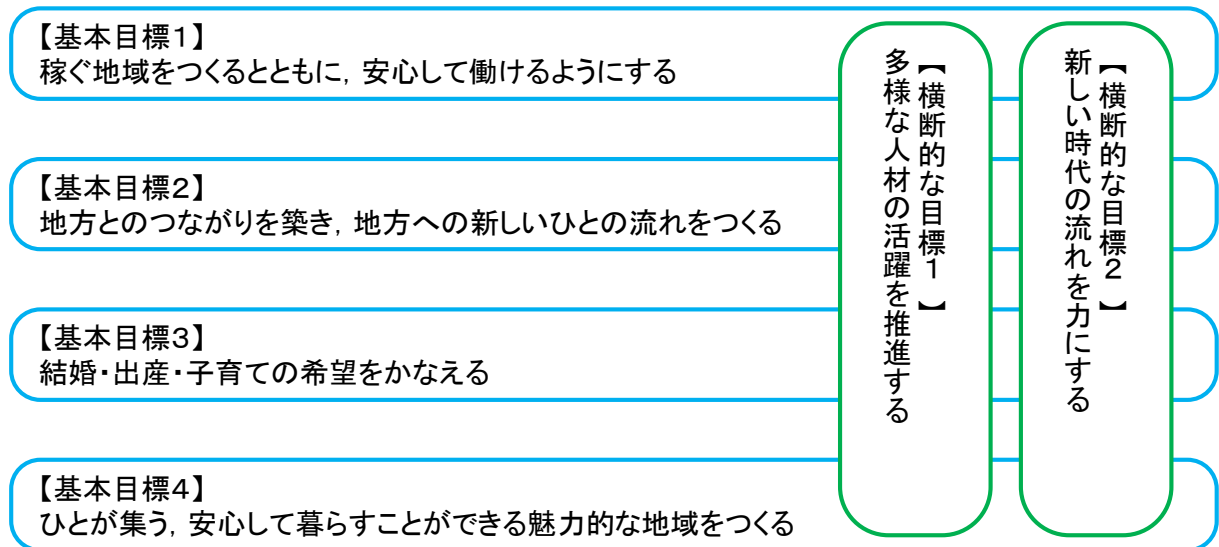 【基本目標1】
稼ぐ地域をつくるとともに，安心して働けるようにする
【基本目標2】
地方とのつながりを築き，地方への新しいひとの流れをつくる
【基本目標3】
結婚・出産・子育ての希望をかなえる
【基本目標4】
ひとが集う，安心して暮らすことができる魅力的な地域をつくる
【横断的な目標1】
多様な人材の活躍を推進する
【横断的な目標2】
新しい時代の流れを力にする